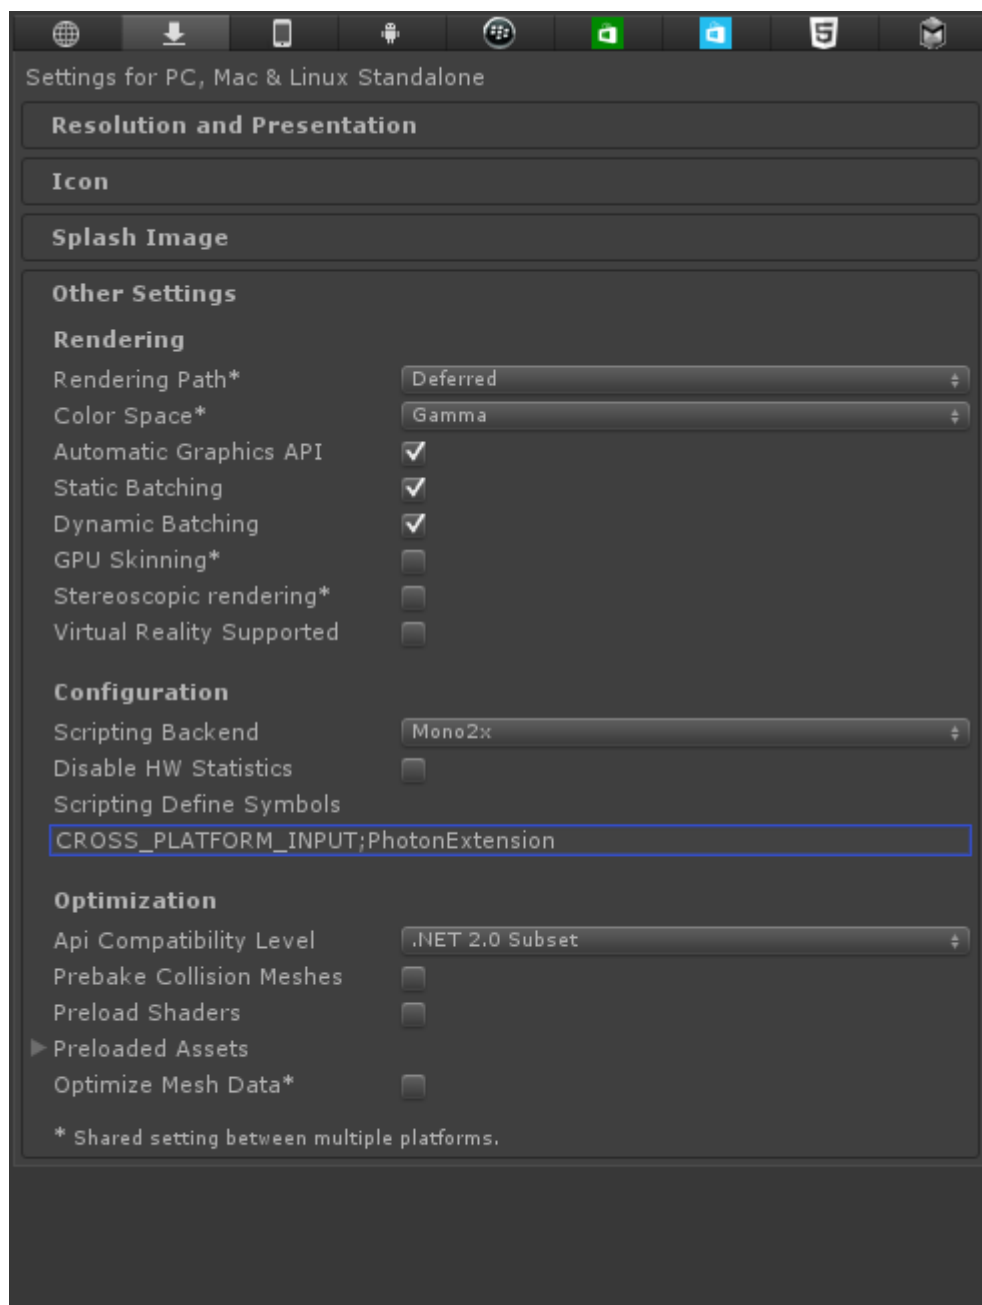 Settings for PC, Mac & Linux Standalone
Resolution and Presentation
Icon
Splash Image
Other Settings
Rendering
Rendering Path* Deferred
Color Space* Gamma
Automatic Graphics API
Static Batching
Dynamic Batching
GPU Skinning*
Stereoscopic rendering*
Virtual Reality Supported
Configuration
Scripting Backend Mono2x
Disable HW Statistics
Scripting Define Symbols
CROSS_PLATFORM_INPUT;PhotonExtension
Optimization
Api Compatibility Level .NET 2.0 Subset
Prebake Collision Meshes
Preload Shaders
Preloaded Assets
Optimize Mesh Data*
* Shared setting between multiple platforms.